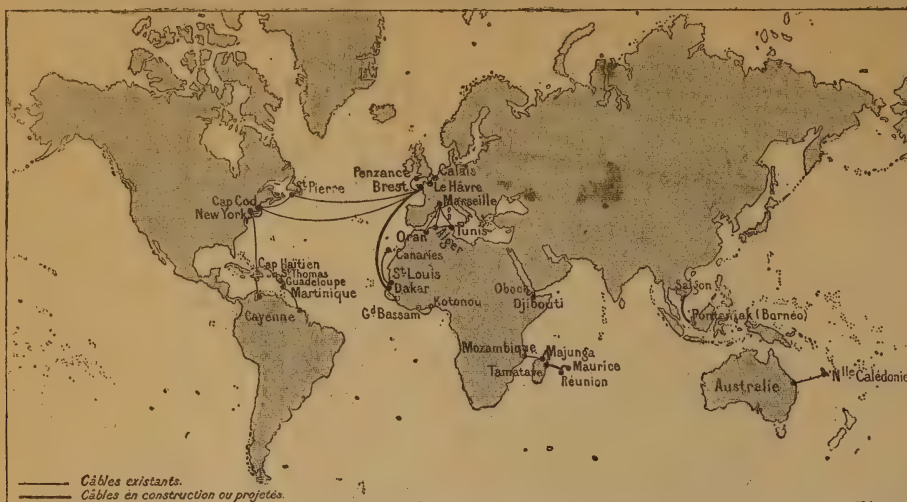 St Pierre
Penzance
Calais
Brest
Le Hâvre
Cap Cod
New York
Marseille
Oran
Alger
Tunis
Canaries
Cap Haïtien
St Thomas
Guadeloupe
Martinique
St Louis
Dakar
Obock
Djibouti
Saïgon
Cayenne
Gd Bassam
Kotonou
Pontianak (Bornéo)
Mozambique
Majunga
Tamatave
Maurice
Réunion
Australie
Nlle Calédonie
Câbles existants.
Câbles en construction ou projetés.